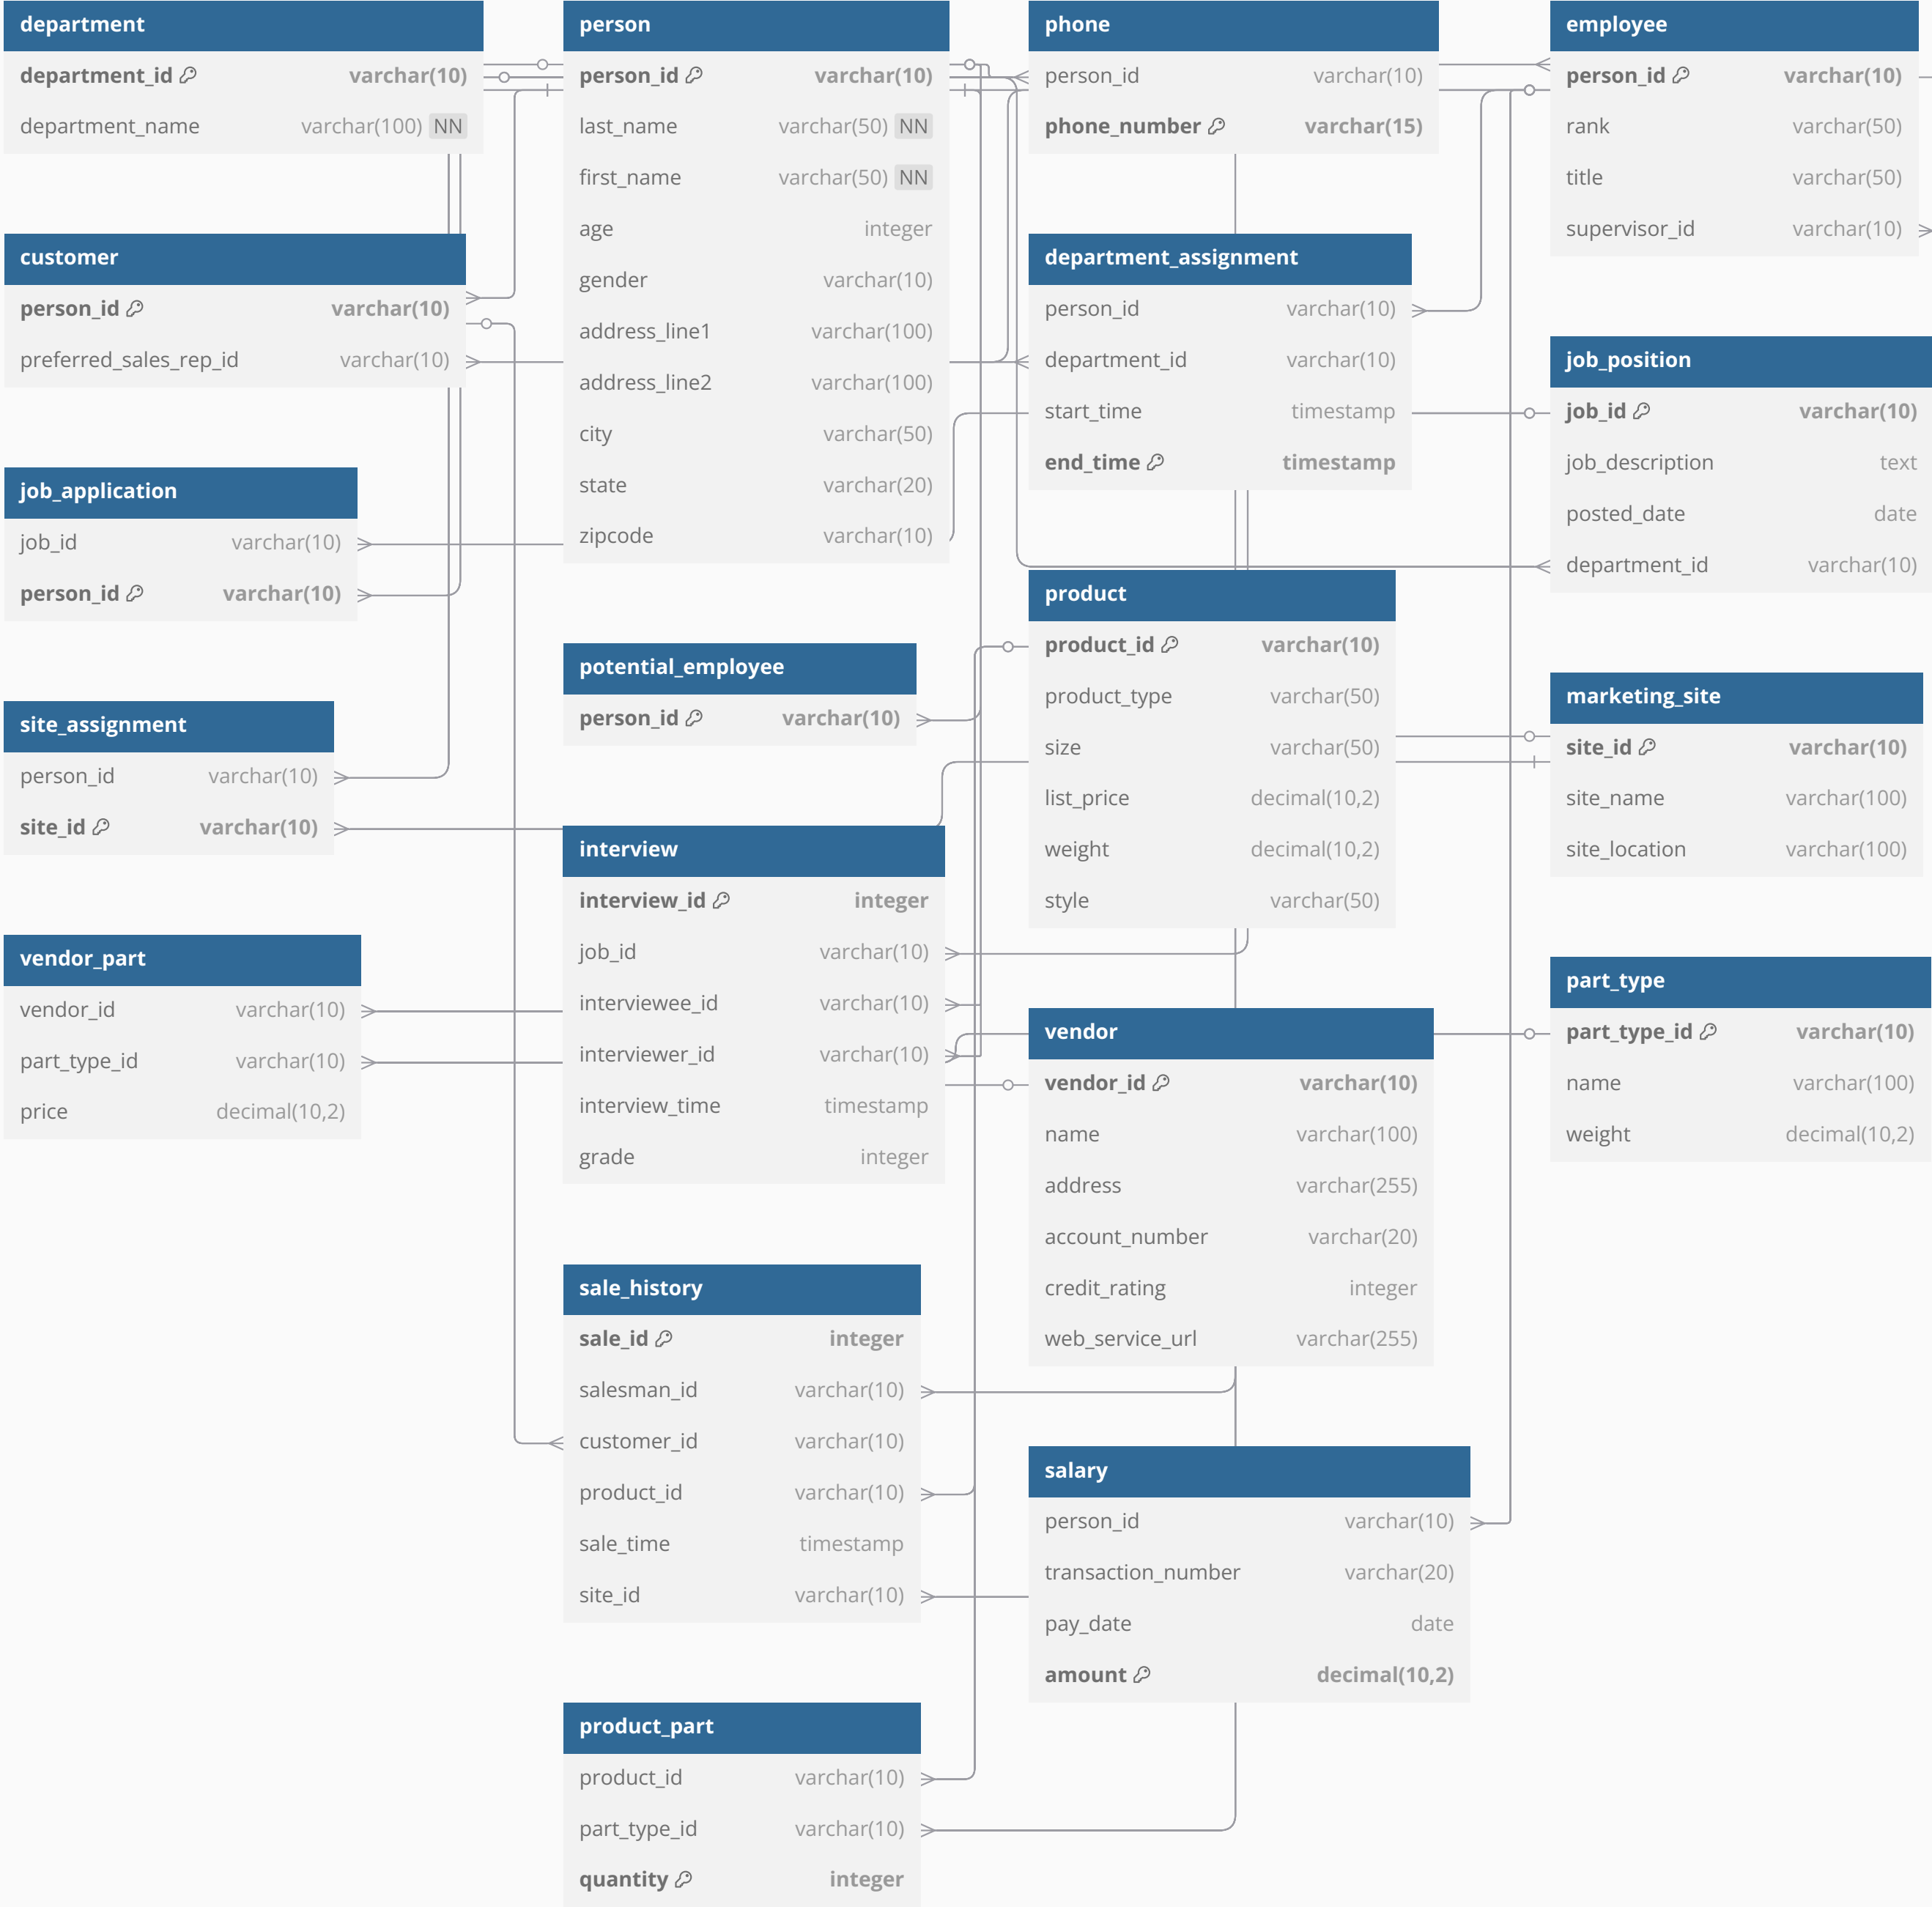 department
department_id varchar(10)
department_name varchar(100) NN
customer
person_id varchar(10)
preferred_sales_rep_id varchar(10)
job_application
job_id varchar(10)
person_id varchar(10)
site_assignment
person_id varchar(10)
site_id varchar(10)
vendor_part
vendor_id varchar(10)
part_type_id varchar(10)
price decimal(10,2)
person
person_id varchar(10)
last_name varchar(50) NN
first_name varchar(50) NN
age integer
gender varchar(10)
address_line1 varchar(100)
address_line2 varchar(100)
city varchar(50)
state varchar(20)
zipcode varchar(10)
potential_employee
person_id varchar(10)
interview
interview_id integer
job_id varchar(10)
interviewee_id varchar(10)
interviewer_id varchar(10)
interview_time timestamp
grade integer
sale_history
sale_id integer
salesman_id varchar(10)
customer_id varchar(10)
product_id varchar(10)
sale_time timestamp
site_id varchar(10)
product_part
product_id varchar(10)
part_type_id varchar(10)
quantity integer
phone
person_id varchar(10)
phone_number varchar(15)
department_assignment
person_id varchar(10)
department_id varchar(10)
start_time timestamp
end_time timestamp
product
product_id varchar(10)
product_type varchar(50)
size varchar(50)
list_price decimal(10,2)
weight decimal(10,2)
style varchar(50)
vendor
vendor_id varchar(10)
name varchar(100)
address varchar(255)
account_number varchar(20)
credit_rating integer
web_service_url varchar(255)
salary
person_id varchar(10)
transaction_number varchar(20)
pay_date date
amount decimal(10,2)
employee
person_id varchar(10)
rank varchar(50)
title varchar(50)
supervisor_id varchar(10)
job_position
job_id varchar(10)
job_description text
posted_date date
department_id varchar(10)
marketing_site
site_id varchar(10)
site_name varchar(100)
site_location varchar(100)
part_type
part_type_id varchar(10)
name varchar(100)
weight decimal(10,2)